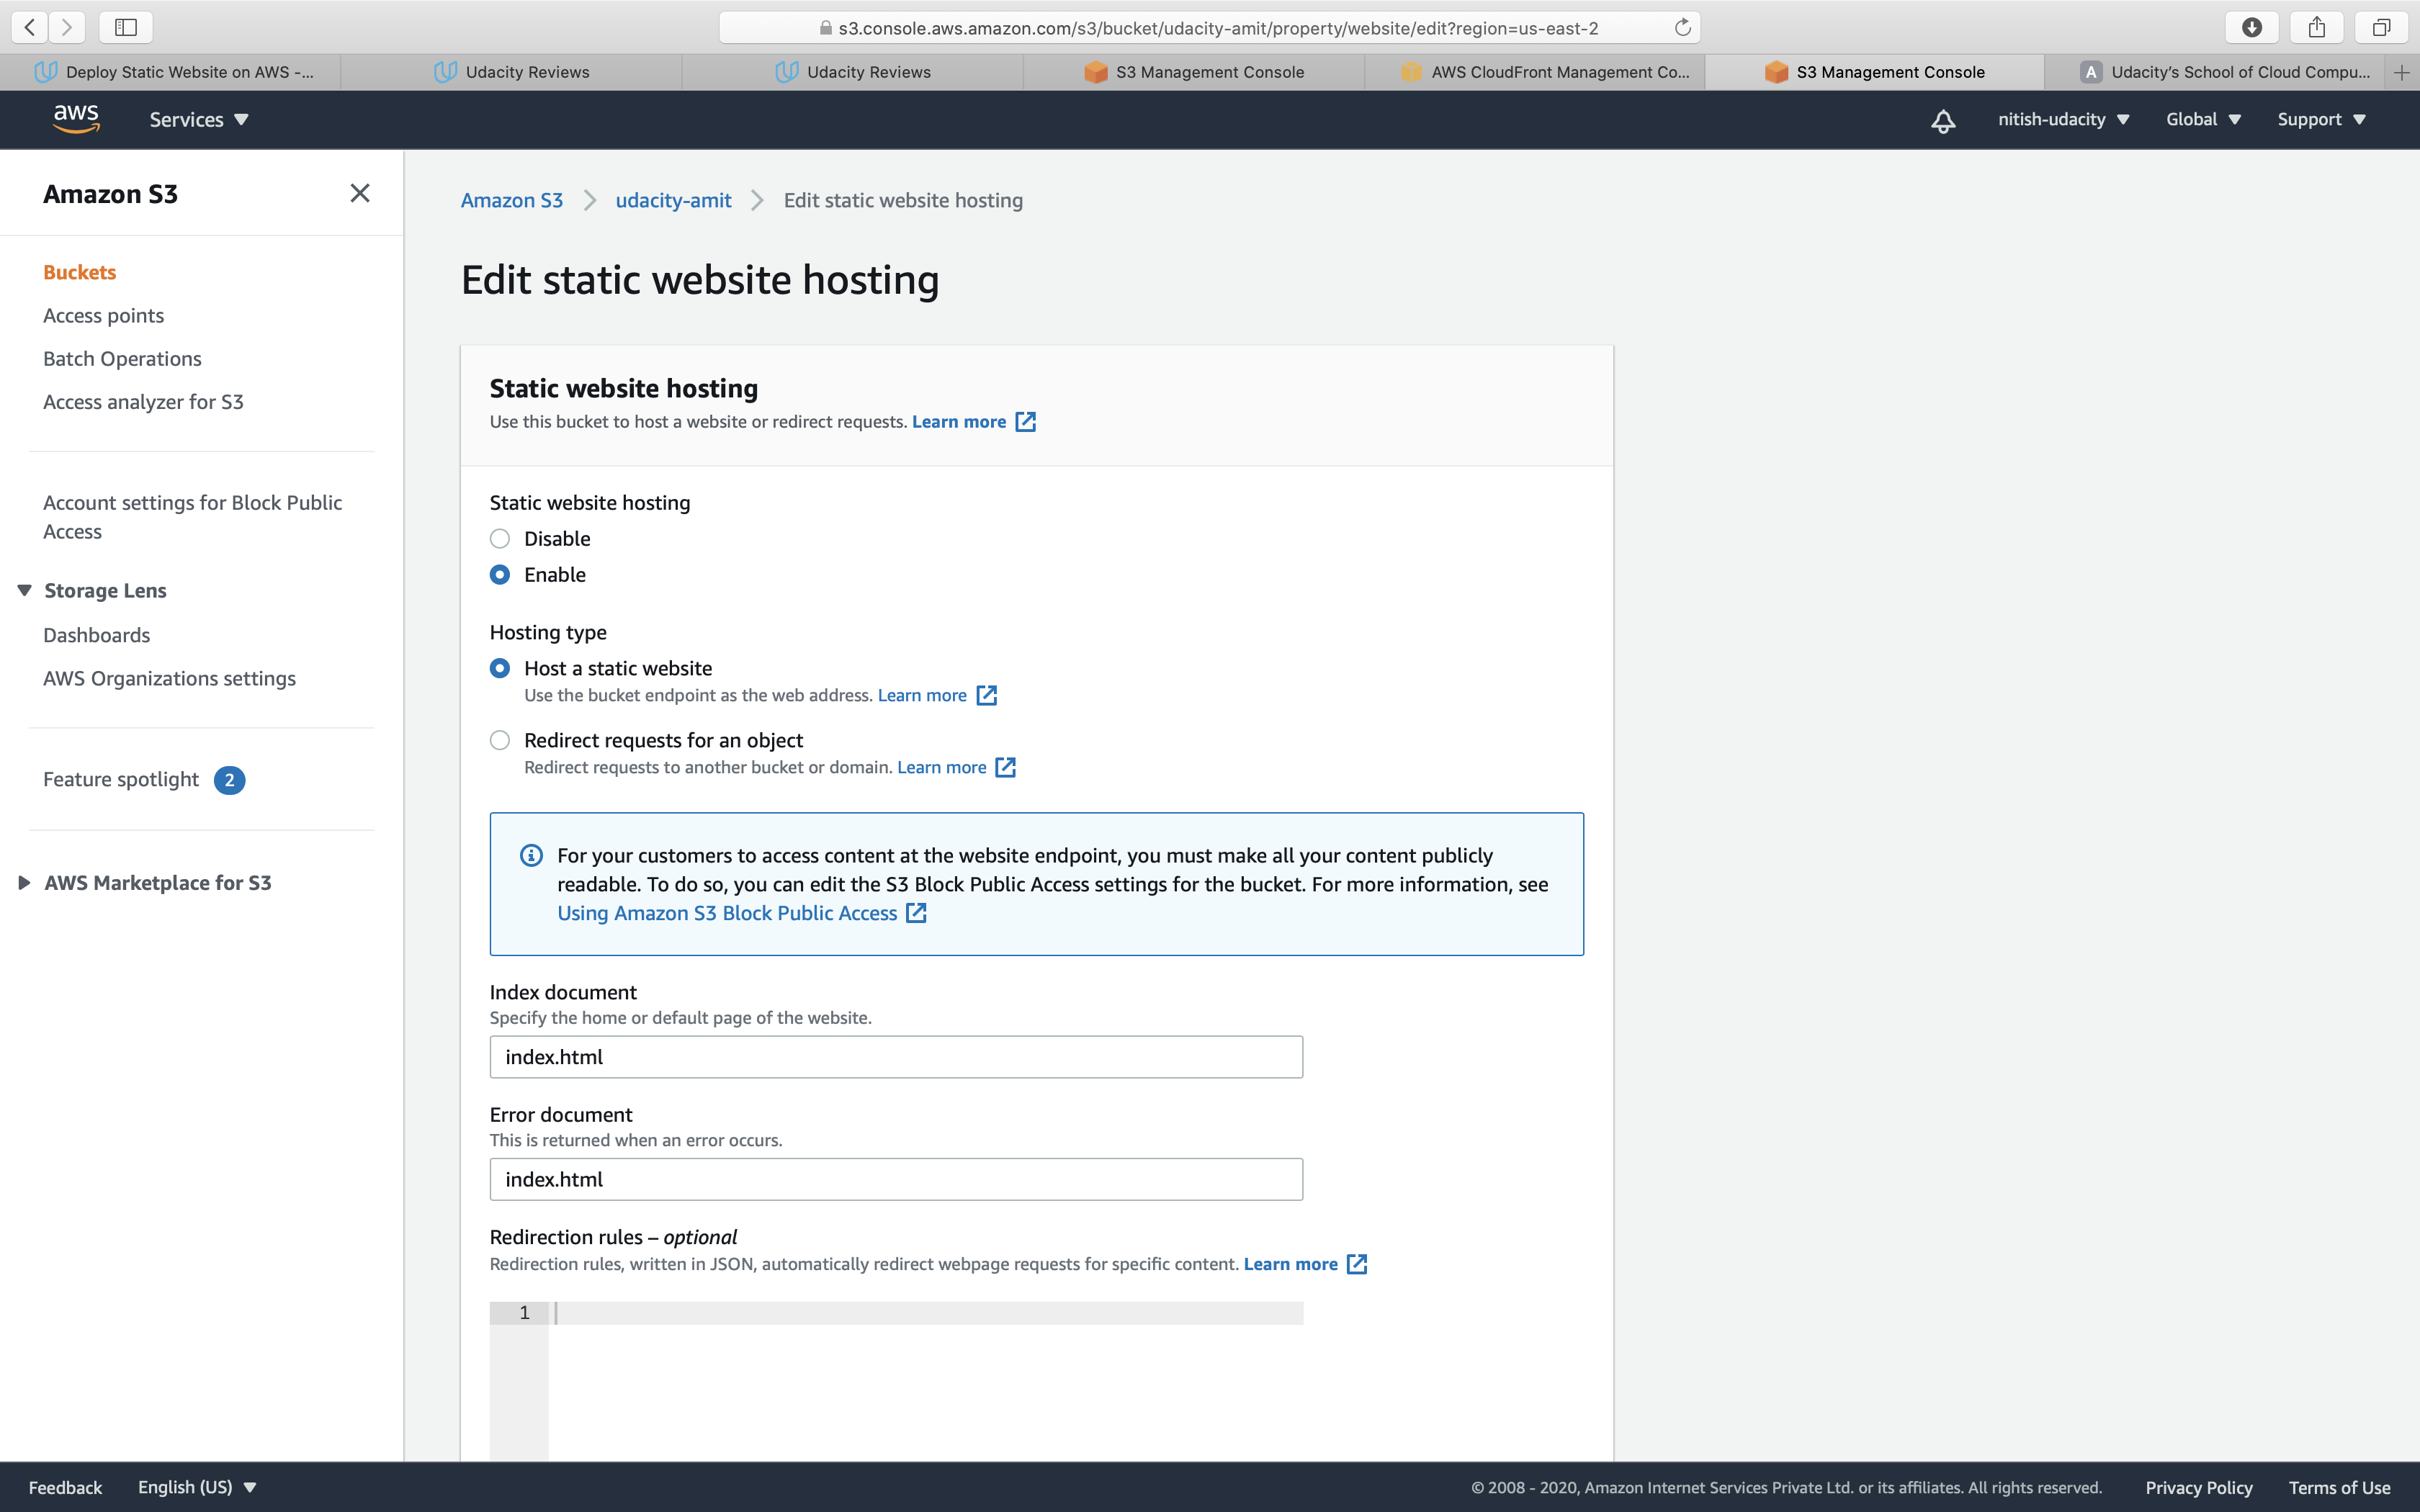 s3.console.aws.amazon.com/s3/bucket/udacity-amit/property/website/edit?region=us-east-2
Deploy Static Website on AWS -...
Udacity Reviews
Udacity Reviews
S3 Management Console
AWS CloudFront Management Co...
S3 Management Console
A Udacity's School of Cloud Compu...
aws
Services
nitish-udacity
Global
Support
Amazon S3
Buckets
Access points
Batch Operations
Access analyzer for S3
Account settings for Block Public
Access
Storage Lens
Dashboards
AWS Organizations settings
Feature spotlight 2
AWS Marketplace for S3
Amazon S3 > udacity-amit > Edit static website hosting
Edit static website hosting
Static website hosting
Use this bucket to host a website or redirect requests. Learn more
Static website hosting
Disable
Enable
Hosting type
Host a static website
Use the bucket endpoint as the web address. Learn more
Redirect requests for an object
Redirect requests to another bucket or domain. Learn more
For your customers to access content at the website endpoint, you must make all your content publicly
readable. To do so, you can edit the S3 Block Public Access settings for the bucket. For more information, see
Using Amazon S3 Block Public Access
Index document
Specify the home or default page of the website.
index.html
Error document
This is returned when an error occurs.
index.html
Redirection rules – optional
Redirection rules, written in JSON, automatically redirect webpage requests for specific content. Learn more
1
Feedback
English (US)
© 2008 - 2020, Amazon Internet Services Private Ltd. or its affiliates. All rights reserved.
Privacy Policy
Terms of Use